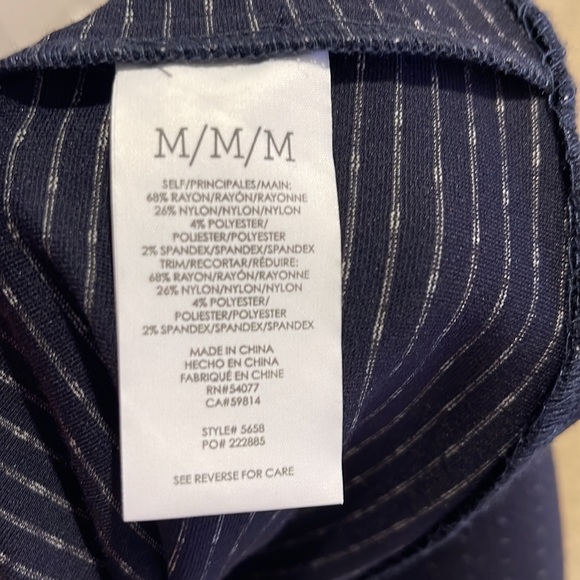 M/M/M
SELF/PRINCIPALES/MAIN:
68% RAYON/RAYÓN/RAYONNE
26% NYLON/NYLON/NYLON
4% POLYESTER/
POLIESTER/POLYESTER
2% SPANDEX/SPANDEX/SPANDEX
TRIM/RECORTAR/RÉDUIRE:
68% RAYON/RAYÓN/RAYONNE
26% NYLON/NYLON/NYLON
4% POLYESTER/
POLIESTER/POLYESTER
2% SPANDEX/SPANDEX/SPANDEX
MADE IN CHINA
HECHO EN CHINA
FABRIQUÉ EN CHINE
RN#54077
CA#59814
STYLE# 5658
PO# 222885
SEE REVERSE FOR CARE